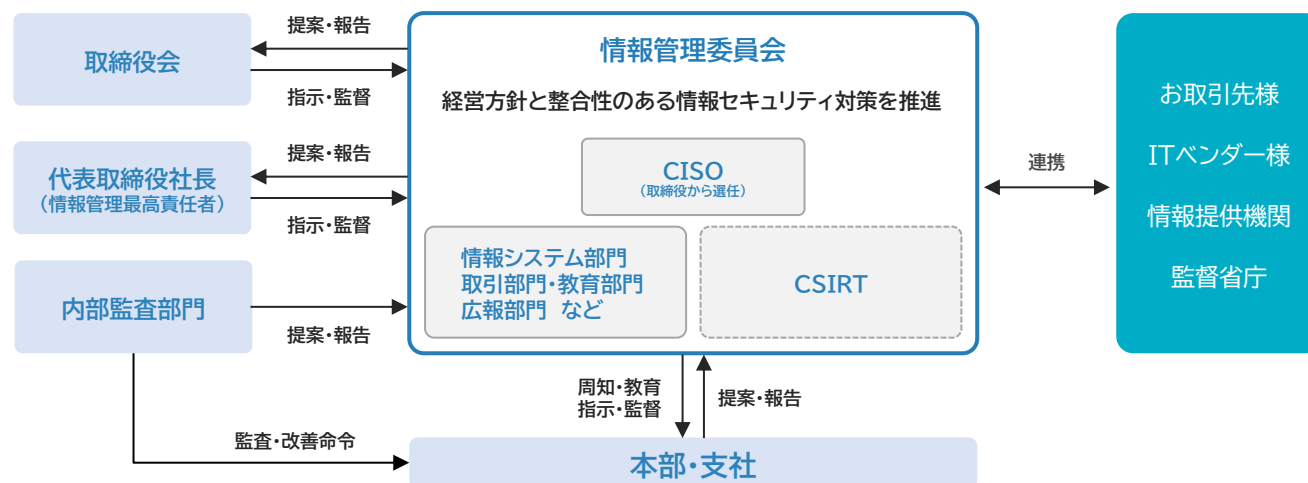 提案・報告
取締役会
指示・監督
提案・報告
代表取締役社長
（情報管理最高責任者）
指示・監督
内部監査部門
提案・報告
情報管理委員会
経営方針と整合性のある情報セキュリティ対策を推進
CISO
（取締役から選任）
情報システム部門
取引部門・教育部門
広報部門 など
CSIRT
連携
お取引先様
ITベンダー様
情報提供機関
監督省庁
周知・教育
指示・監督
提案・報告
監査・改善命令
本部・支社